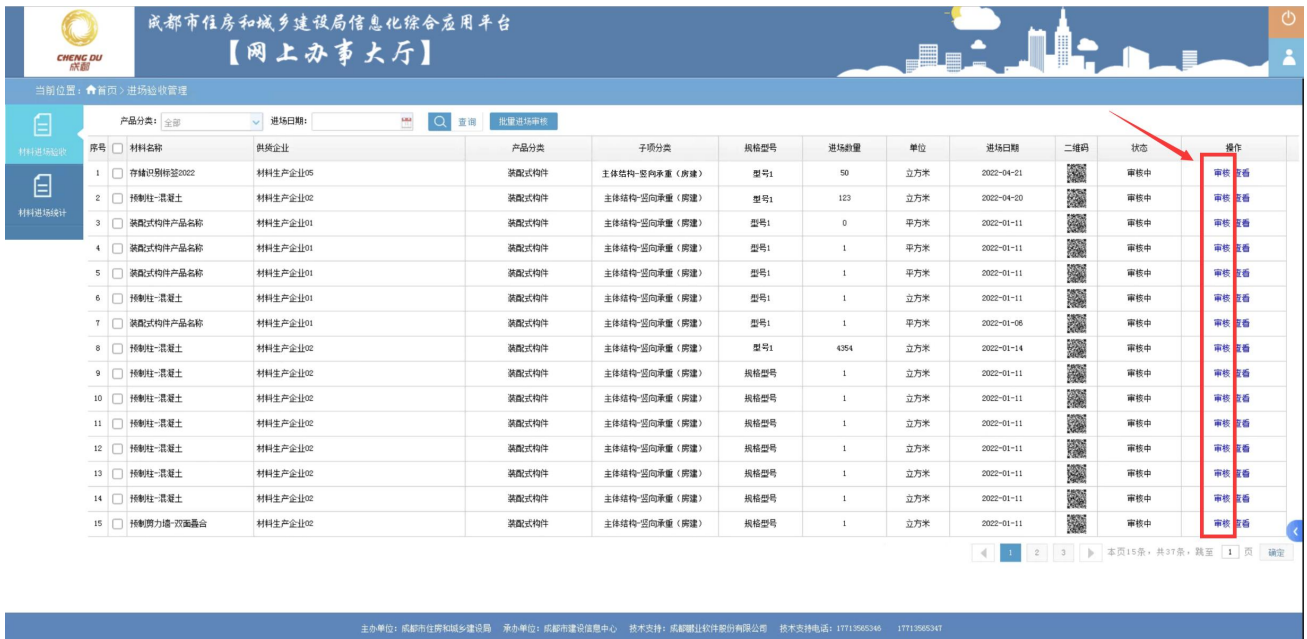 成都市住房和城乡建设局信息化综合应用平台
【网上办事大厅】
CHENG DU
成都
当前位置：首页>进场验收管理
材料进场验收
材料进场统计
产品分类： 全部 进场日期： 查询 批量进场审核
序号 材料名称 供货企业 产品分类 子项分类 规格型号 进场数量 单位 进场日期 二维码 状态 操作
1 存储识别标签2022 材料生产企业05 装配式构件 主体结构-竖向承重（房建） 型号1 50 立方米 2022-04-21 审核中 审核 查看
2 预制柱-混凝土 材料生产企业02 装配式构件 主体结构-竖向承重（房建） 型号1 123 立方米 2022-04-20 审核中 审核 查看
3 装配式构件产品名称 材料生产企业01 装配式构件 主体结构-竖向承重（房建） 型号1 0 平方米 2022-01-11 审核中 审核 查看
4 装配式构件产品名称 材料生产企业01 装配式构件 主体结构-竖向承重（房建） 型号1 1 平方米 2022-01-11 审核中 审核 查看
5 装配式构件产品名称 材料生产企业01 装配式构件 主体结构-竖向承重（房建） 型号1 1 平方米 2022-01-11 审核中 审核 查看
6 预制柱-混凝土 材料生产企业01 装配式构件 主体结构-竖向承重（房建） 型号1 1 立方米 2022-01-11 审核中 审核 查看
7 装配式构件产品名称 材料生产企业01 装配式构件 主体结构-竖向承重（房建） 型号1 1 平方米 2022-01-06 审核中 审核 查看
8 预制柱-混凝土 材料生产企业02 装配式构件 主体结构-竖向承重（房建） 型号1 4354 立方米 2022-01-14 审核中 审核 查看
9 预制柱-混凝土 材料生产企业02 装配式构件 主体结构-竖向承重（房建） 规格型号 1 立方米 2022-01-11 审核中 审核 查看
10 预制柱-混凝土 材料生产企业02 装配式构件 主体结构-竖向承重（房建） 规格型号 1 立方米 2022-01-11 审核中 审核 查看
11 预制柱-混凝土 材料生产企业02 装配式构件 主体结构-竖向承重（房建） 规格型号 1 立方米 2022-01-11 审核中 审核 查看
12 预制柱-混凝土 材料生产企业02 装配式构件 主体结构-竖向承重（房建） 规格型号 1 立方米 2022-01-11 审核中 审核 查看
13 预制柱-混凝土 材料生产企业02 装配式构件 主体结构-竖向承重（房建） 规格型号 1 立方米 2022-01-11 审核中 审核 查看
14 预制柱-混凝土 材料生产企业02 装配式构件 主体结构-竖向承重（房建） 规格型号 1 立方米 2022-01-11 审核中 审核 查看
15 预制剪力墙-双面叠合 材料生产企业02 装配式构件 主体结构-竖向承重（房建） 规格型号 1 立方米 2022-01-11 审核中 审核 查看
1 2 3 本页15条，共37条，跳至 1 页 确定
主办单位：成都市住房和城乡建设局 承办单位：成都市建设信息中心 技术支持：成都鹏业软件股份有限公司 技术支持电话：17713565346 17713565347